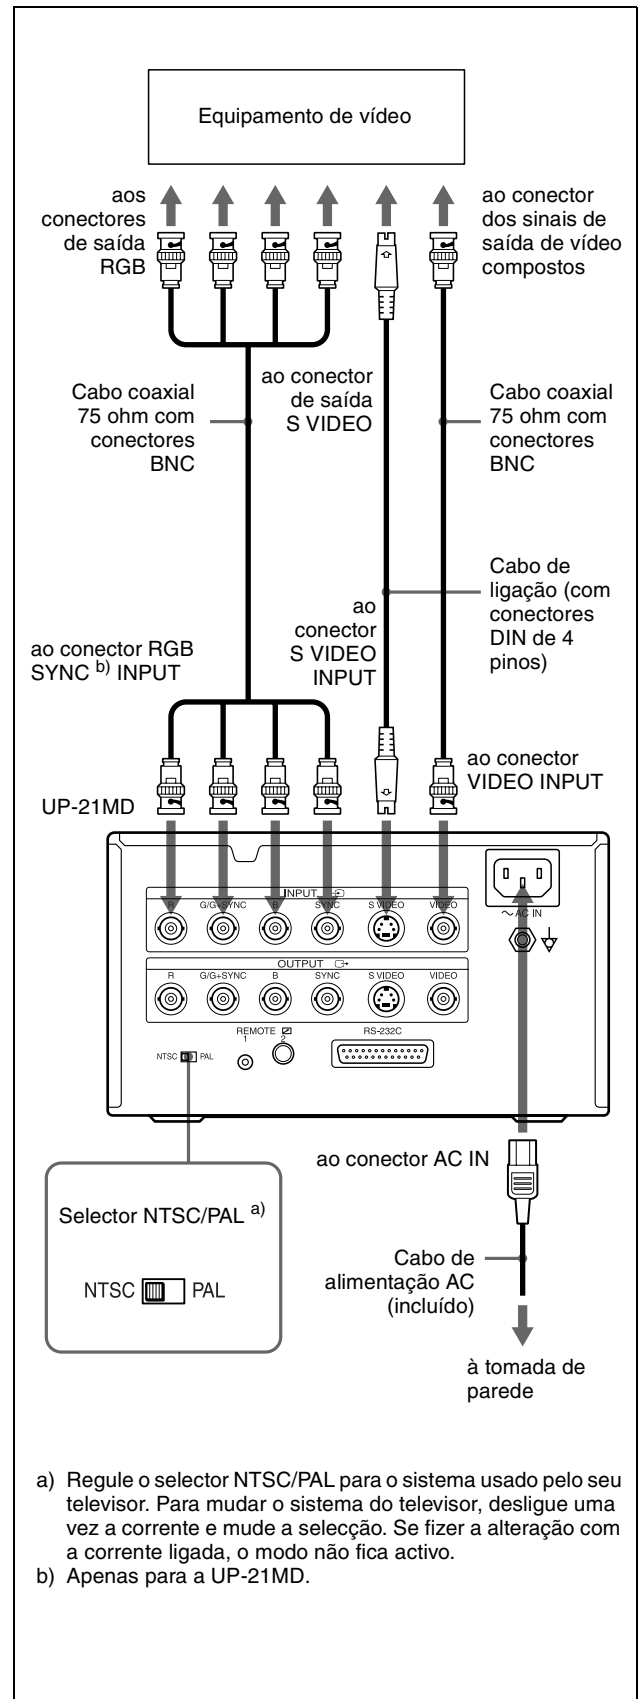 Equipamento de vídeo
aos
conectores
de saída
RGB
ao conector
dos sinais de
saída de vídeo
compostos
Cabo coaxial
75 ohm com
conectores
BNC
ao conector
de saída
S VIDEO
Cabo coaxial
75 ohm com
conectores
BNC
Cabo de
ligação (com
conectores
DIN de 4
pinos)
ao
conector
S VIDEO
INPUT
ao conector RGB
SYNC b) INPUT
ao conector
VIDEO INPUT
UP-21MD
INPUT
R G/G+SYNC B SYNC S VIDEO VIDEO
AC IN
OUTPUT
R G/G+SYNC B SYNC S VIDEO VIDEO
REMOTE
1 2
RS-232C
NTSC PAL
ao conector AC IN
Selector NTSC/PAL a)
NTSC PAL
Cabo de
alimentação AC
(incluído)
à tomada de
parede
a) Regule o selector NTSC/PAL para o sistema usado pelo seu
televisor. Para mudar o sistema do televisor, desligue uma
vez a corrente e mude a selecção. Se fizer a alteração com
a corrente ligada, o modo não fica activo.
b) Apenas para a UP-21MD.